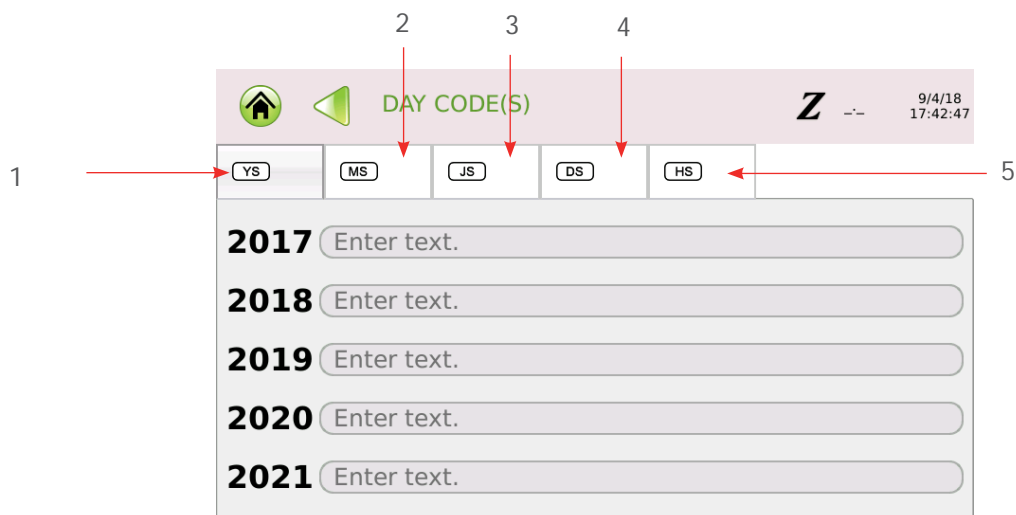 2
3
4
DAY CODE(S)
Z _._
9/4/18
17:42:47
1
YS
MS
JS
DS
HS
5
2017 Enter text.
2018 Enter text.
2019 Enter text.
2020 Enter text.
2021 Enter text.